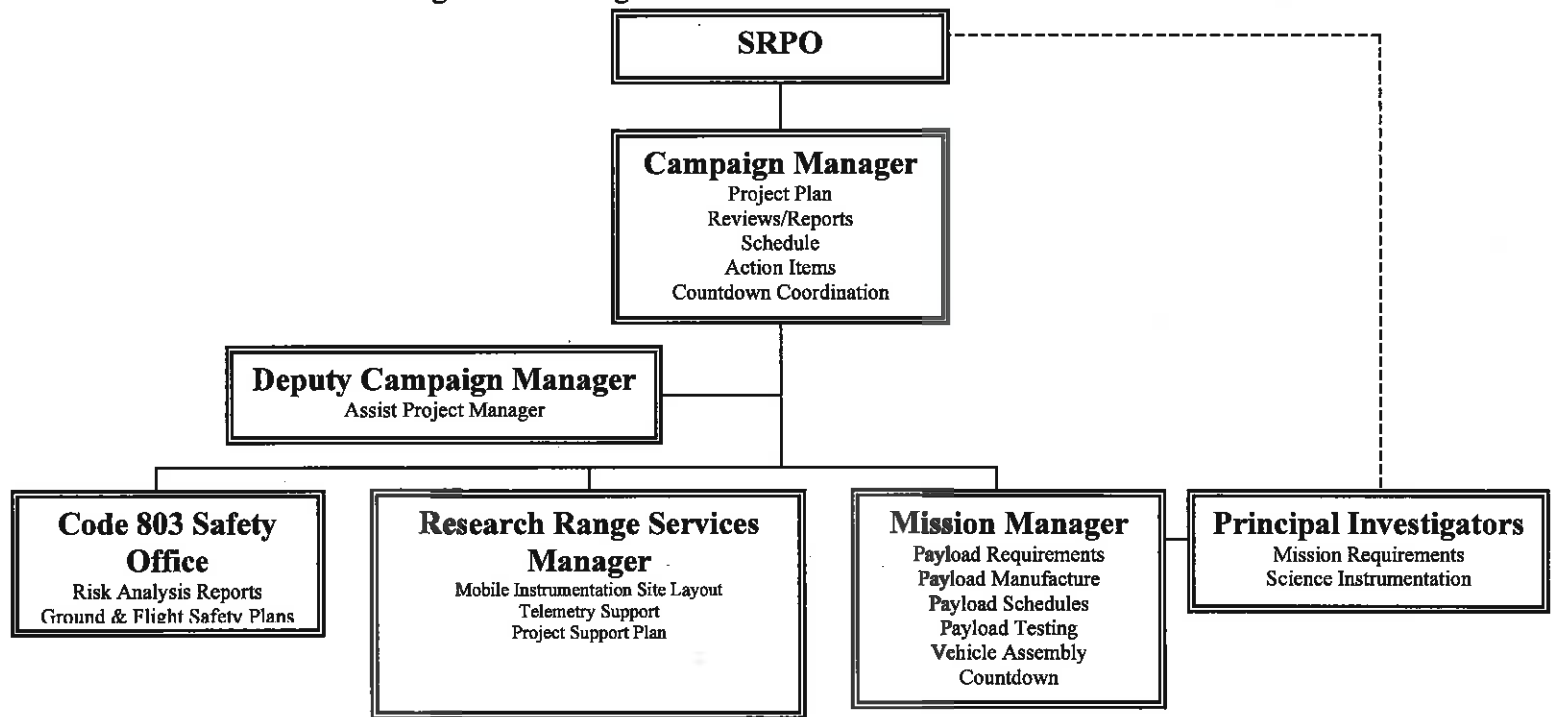 SRPO
Campaign Manager
Project Plan
Reviews/Reports
Schedule
Action Items
Countdown Coordination
Deputy Campaign Manager
Assist Project Manager
Code 803 Safety
Office
Risk Analysis Reports
Ground & Flight Safety Plans
Research Range Services
Manager
Mobile Instrumentation Site Layout
Telemetry Support
Project Support Plan
Mission Manager
Payload Requirements
Payload Manufacture
Payload Schedules
Payload Testing
Vehicle Assembly
Countdown
Principal Investigators
Mission Requirements
Science Instrumentation